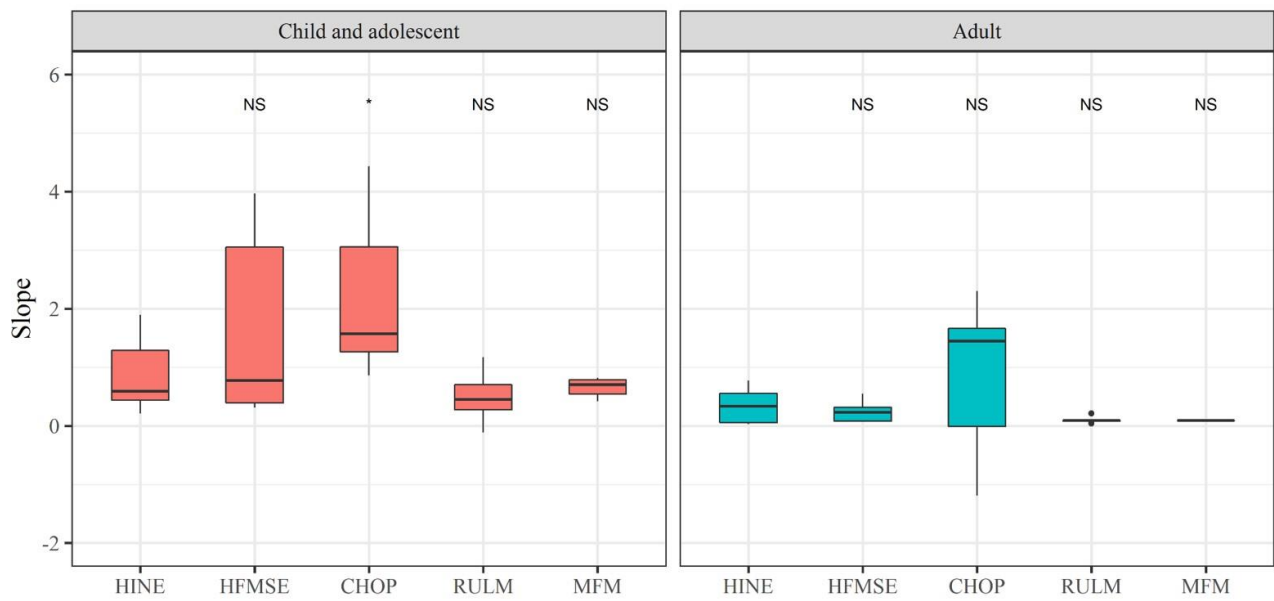 Child and adolescent
Adult
Slope
6
4
2
0
-2
NS * NS NS
NS NS NS NS
HINE HFMSE CHOP RULM MFM
HINE HFMSE CHOP RULM MFM